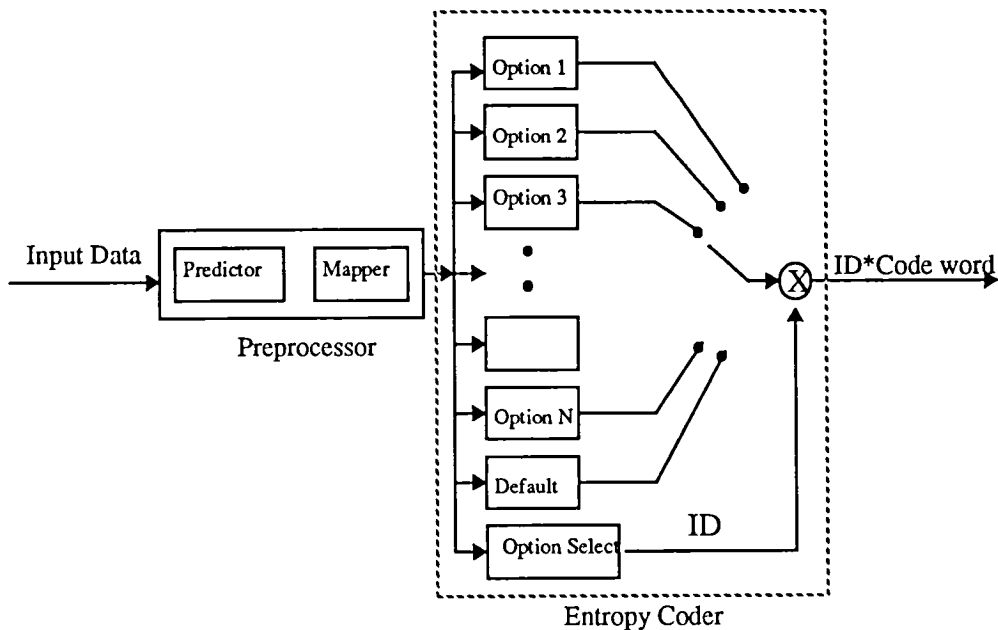 Option 1
Option 2
Option 3
Input Data
Predictor
Mapper
ID*Code word
X
Preprocessor
Option N
Default
ID
Option Select
Entropy Coder